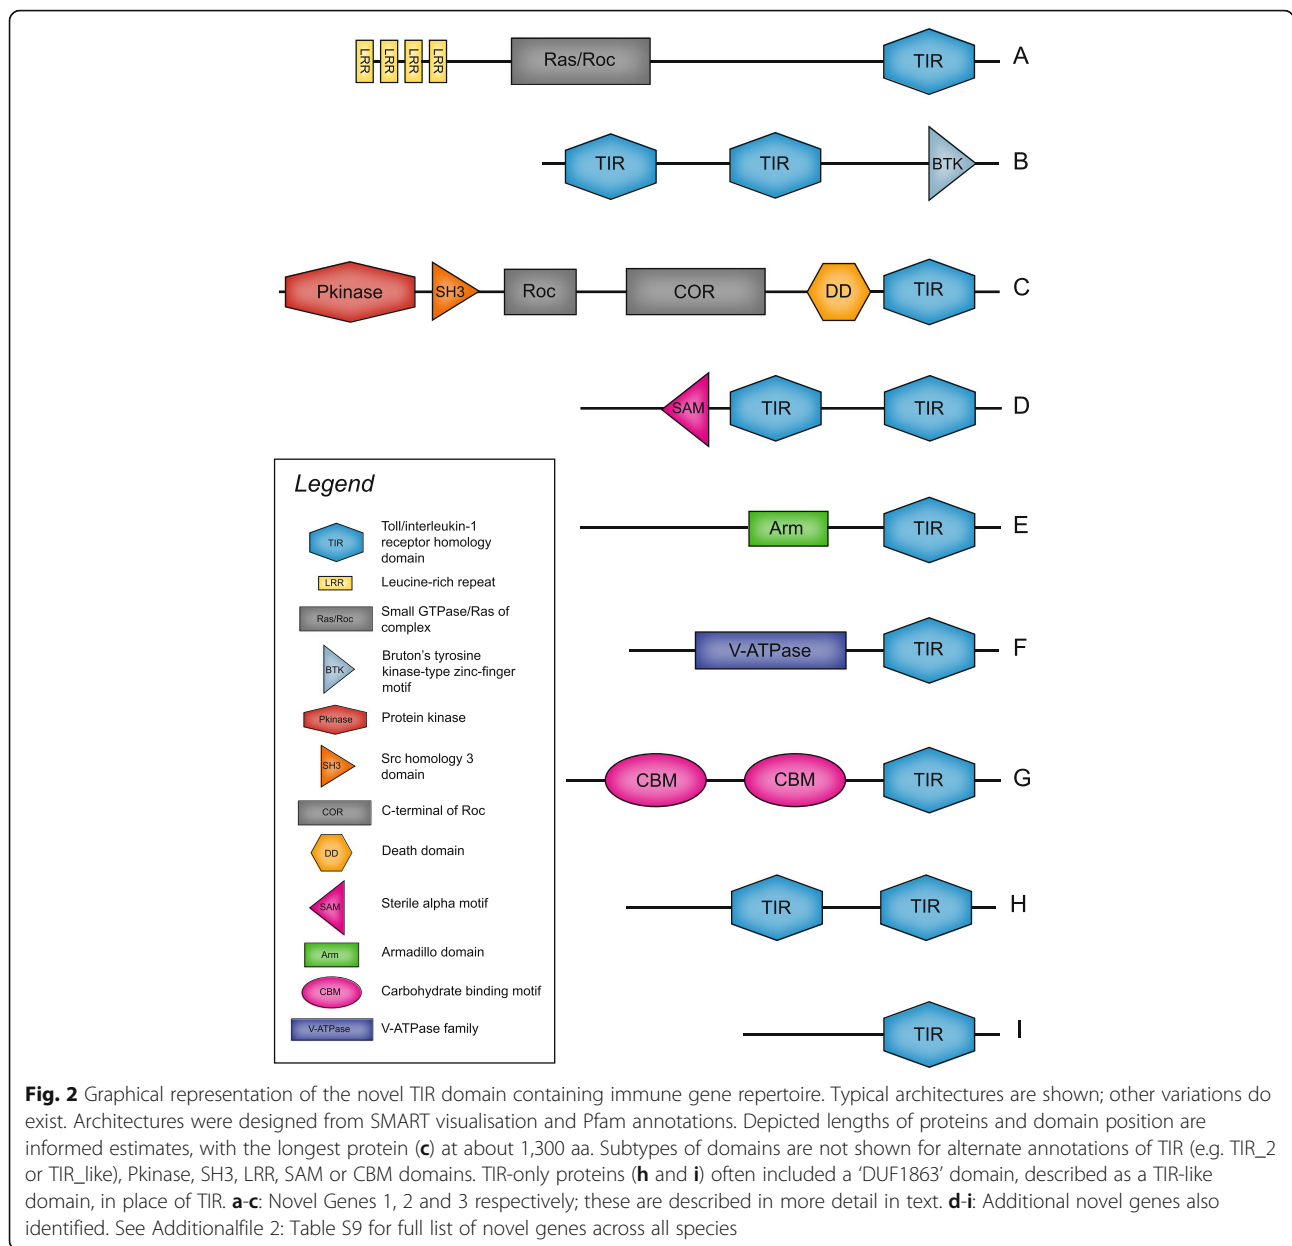 LRR LRR LRR LRR Ras/Roc TIR A
TIR TIR BTK B
Pkinase SH3 Roc COR DD TIR C
SAM TIR TIR D
Arm TIR E
V-ATPase TIR F
CBM CBM TIR G
TIR TIR H
TIR I
Legend
TIR Toll/interleukin-1
receptor homology
domain
LRR Leucine-rich repeat
Ras/Roc Small GTPase/Ras of
complex
BTK Bruton's tyrosine
kinase-type zinc-finger
motif
Pkinase Protein kinase
SH3 Src homology 3
domain
COR C-terminal of Roc
DD Death domain
SAM Sterile alpha motif
Arm Armadillo domain
CBM Carbohydrate binding motif
V-ATPase V-ATPase family
Fig. 2 Graphical representation of the novel TIR domain containing immune gene repertoire. Typical architectures are shown; other variations do
exist. Architectures were designed from SMART visualisation and Pfam annotations. Depicted lengths of proteins and domain position are
informed estimates, with the longest protein (c) at about 1,300 aa. Subtypes of domains are not shown for alternate annotations of TIR (e.g. TIR_2
or TIR_like), Pkinase, SH3, LRR, SAM or CBM domains. TIR-only proteins (h and i) often included a 'DUF1863' domain, described as a TIR-like
domain, in place of TIR. a-c: Novel Genes 1, 2 and 3 respectively; these are described in more detail in text. d-i: Additional novel genes also
identified. See Additionalfile 2: Table S9 for full list of novel genes across all species